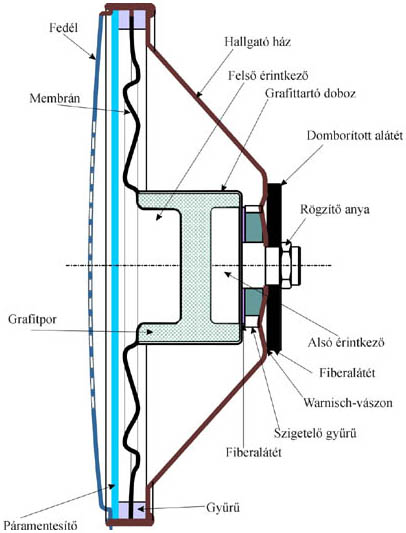 Fedél
Hallgató ház
Felső érintkező
Membrán
Grafittartó doboz
Domborított alátét
Rögzítő anya
Grafitpor
Alsó érintkező
Fiberalátét
Warnisch-vászon
Szigetelő gyűrű
Fiberalátét
Gyűrű
Páramentesítő